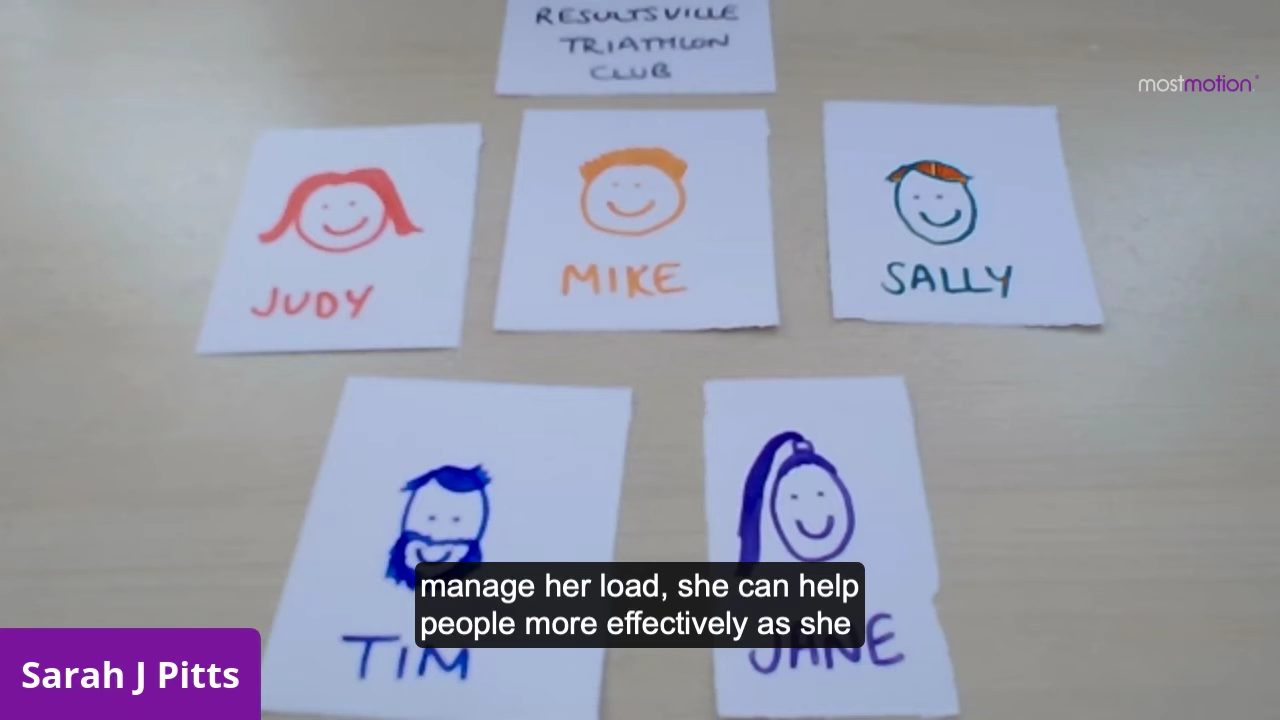 RESULTSVILLE
TRIATHLON
CLUB
mostmotion
JUDY
MIKE
SALLY
manage her load, she can help
people more effectively as she
TIM
JANE
Sarah J Pitts